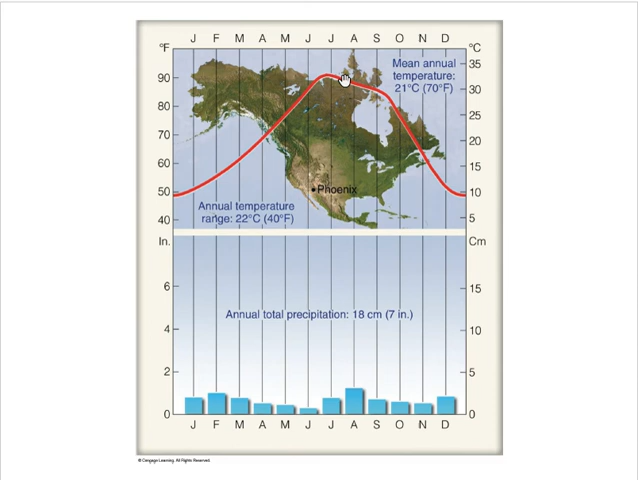 J F M A M J J A S O N D
°F °C
Mean annual
temperature:
21°C (70°F)
90
80
70
60
50
40
35
30
25
20
15
10
5
Phoenix
Annual temperature
range: 22°C (40°F)
In. Cm
6
4
2
0
15
10
5
0
Annual total precipitation: 18 cm (7 in.)
J F M A M J J A S O N D
© Cengage Learning. All Rights Reserved.